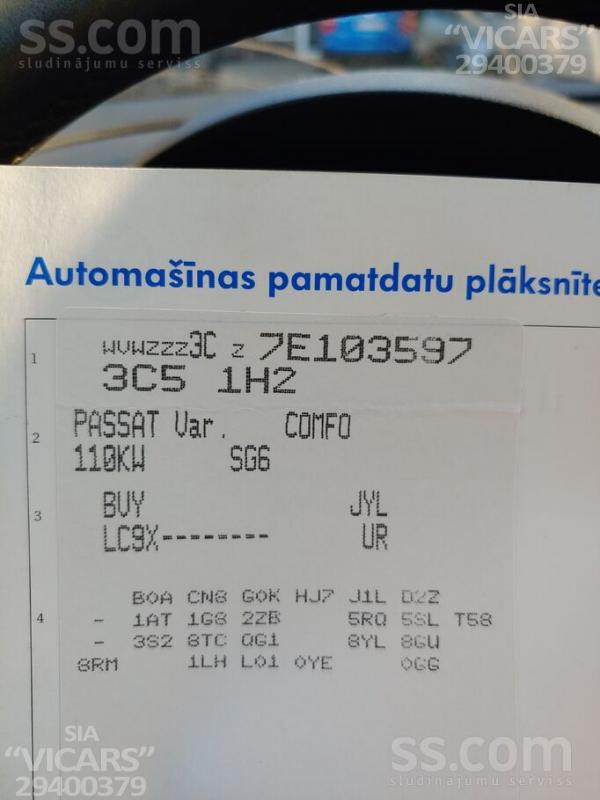 ss.com
sludinājumu serviss
SIA
“VICARS”
29400379
Automašīnas pamatdatu plāksnīte
1
WVWZZZ3C Z 7E103597
3C5 1H2
2
PASSAT Var. COMFO
110KW SG6
3
BVY JYL
LC9X-------- UR
BOA CN8 G0K HJ7 J1L D2Z
4
- 1AT 1G8 2ZB 5RQ 5SL T58
- 3S2 8TC QG1 8YL 8GU
8RM 1LH L01 0YE 0GG
SIA
“VICARS”
29400379
ss.com
sludinājumu serviss